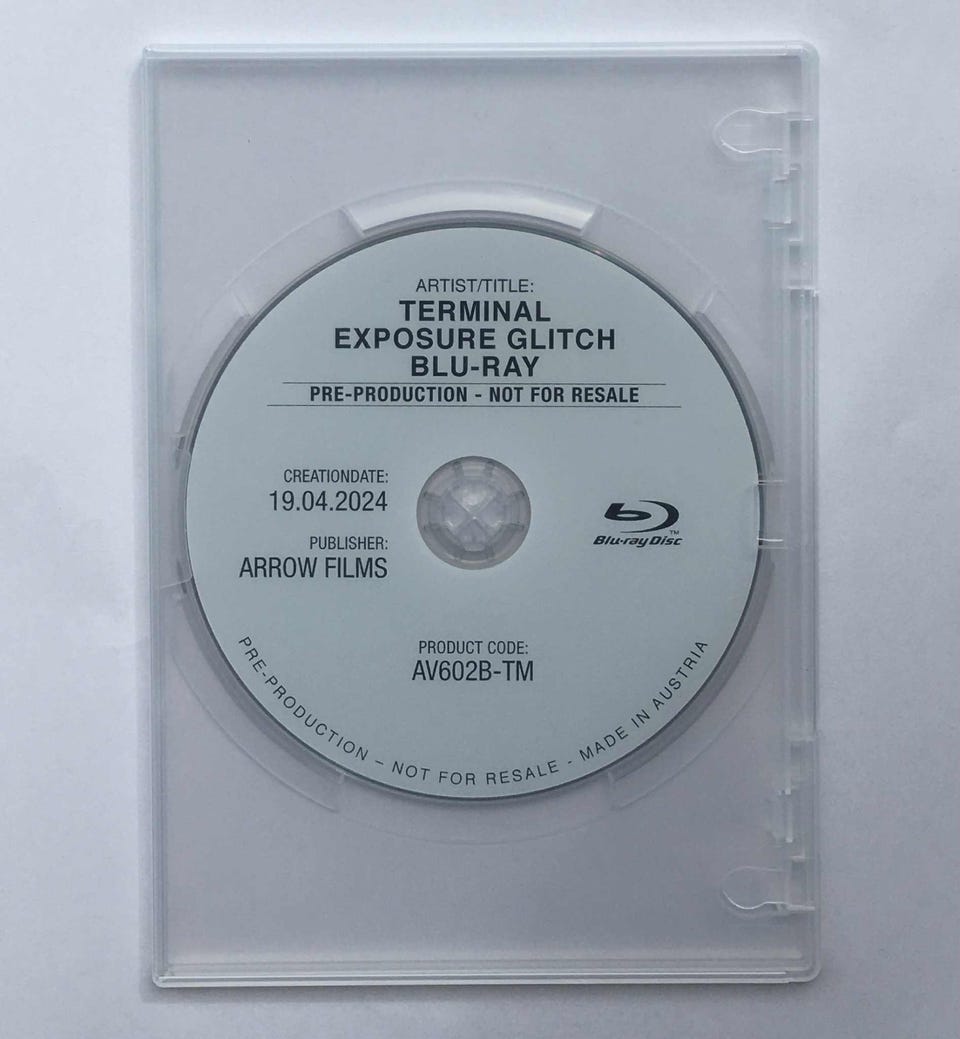 ARTIST/TITLE:
TERMINAL
EXPOSURE GLITCH
BLU-RAY
PRE-PRODUCTION - NOT FOR RESALE
CREATIONDATE:
19.04.2024
PUBLISHER:
ARROW FILMS
Blu-ray Disc
TM
PRODUCT CODE:
AV602B-TM
PRE-PRODUCTION – NOT FOR RESALE - MADE IN AUSTRIA